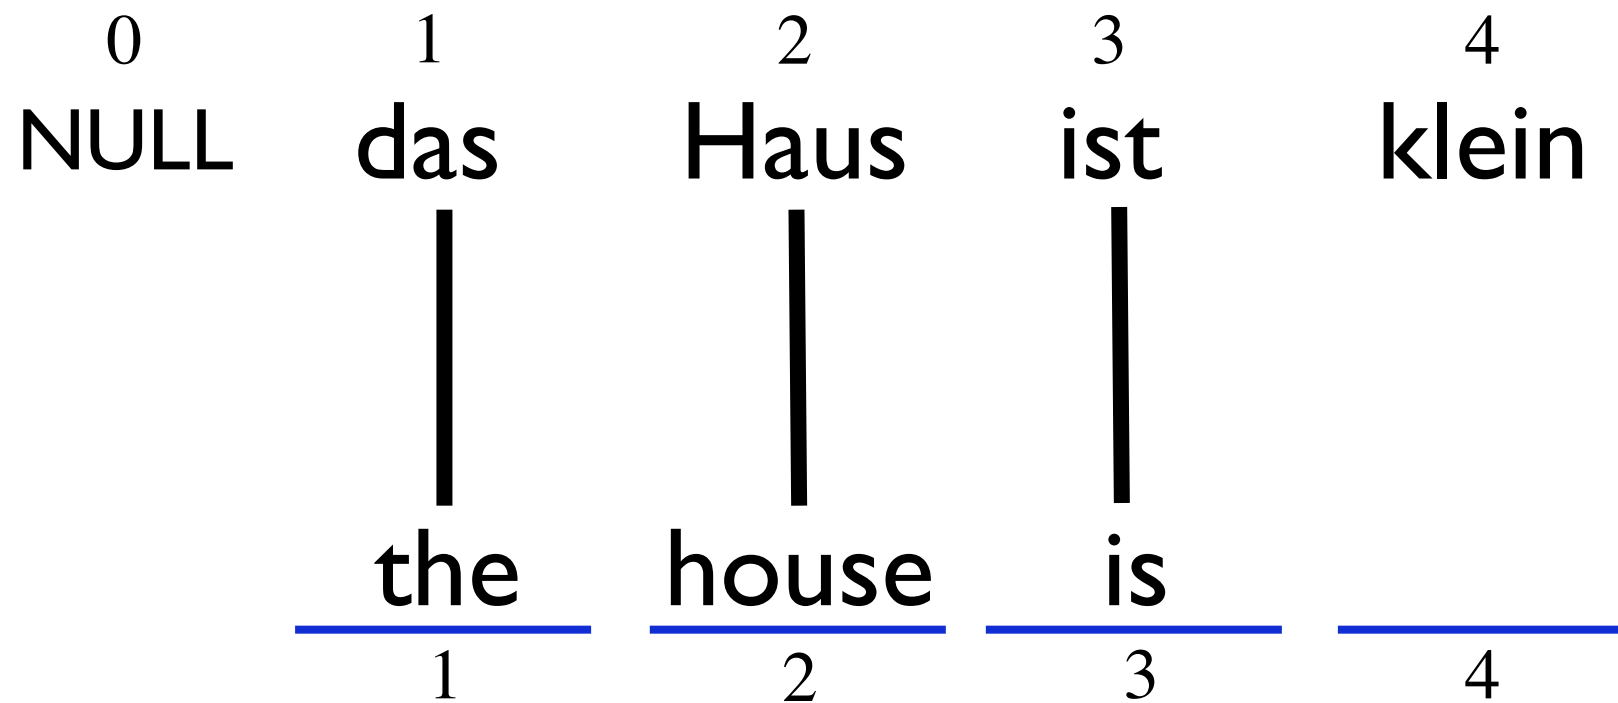 0 1 2 3 4
NULL das Haus ist klein
the house is
1 2 3 4